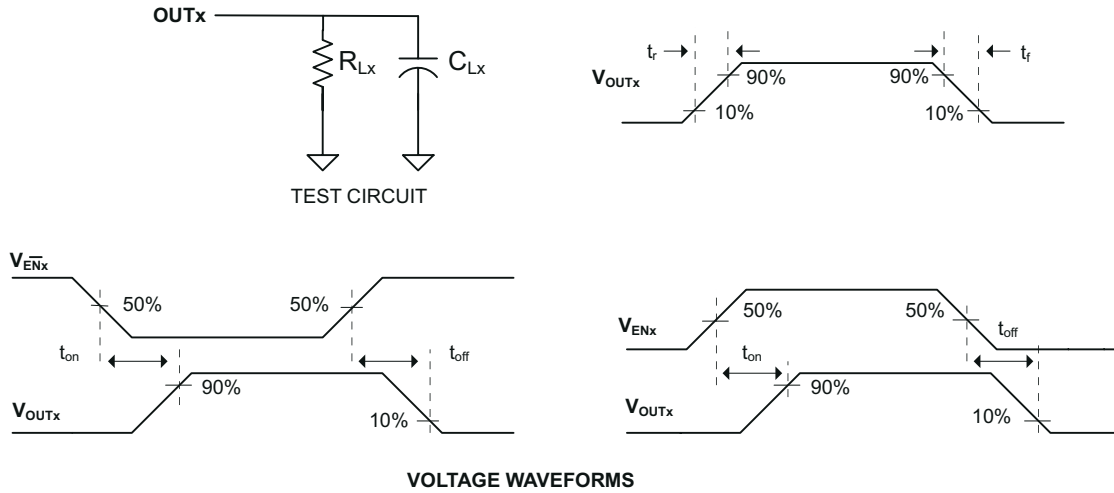 OUTx
RLx
CLx
TEST CIRCUIT
tr
tf
VOUTx
90%
90%
10%
10%
VE̅N̅x
50%
50%
ton
toff
VOUTx
90%
10%
VENx
50%
50%
ton
toff
VOUTx
90%
10%
VOLTAGE WAVEFORMS